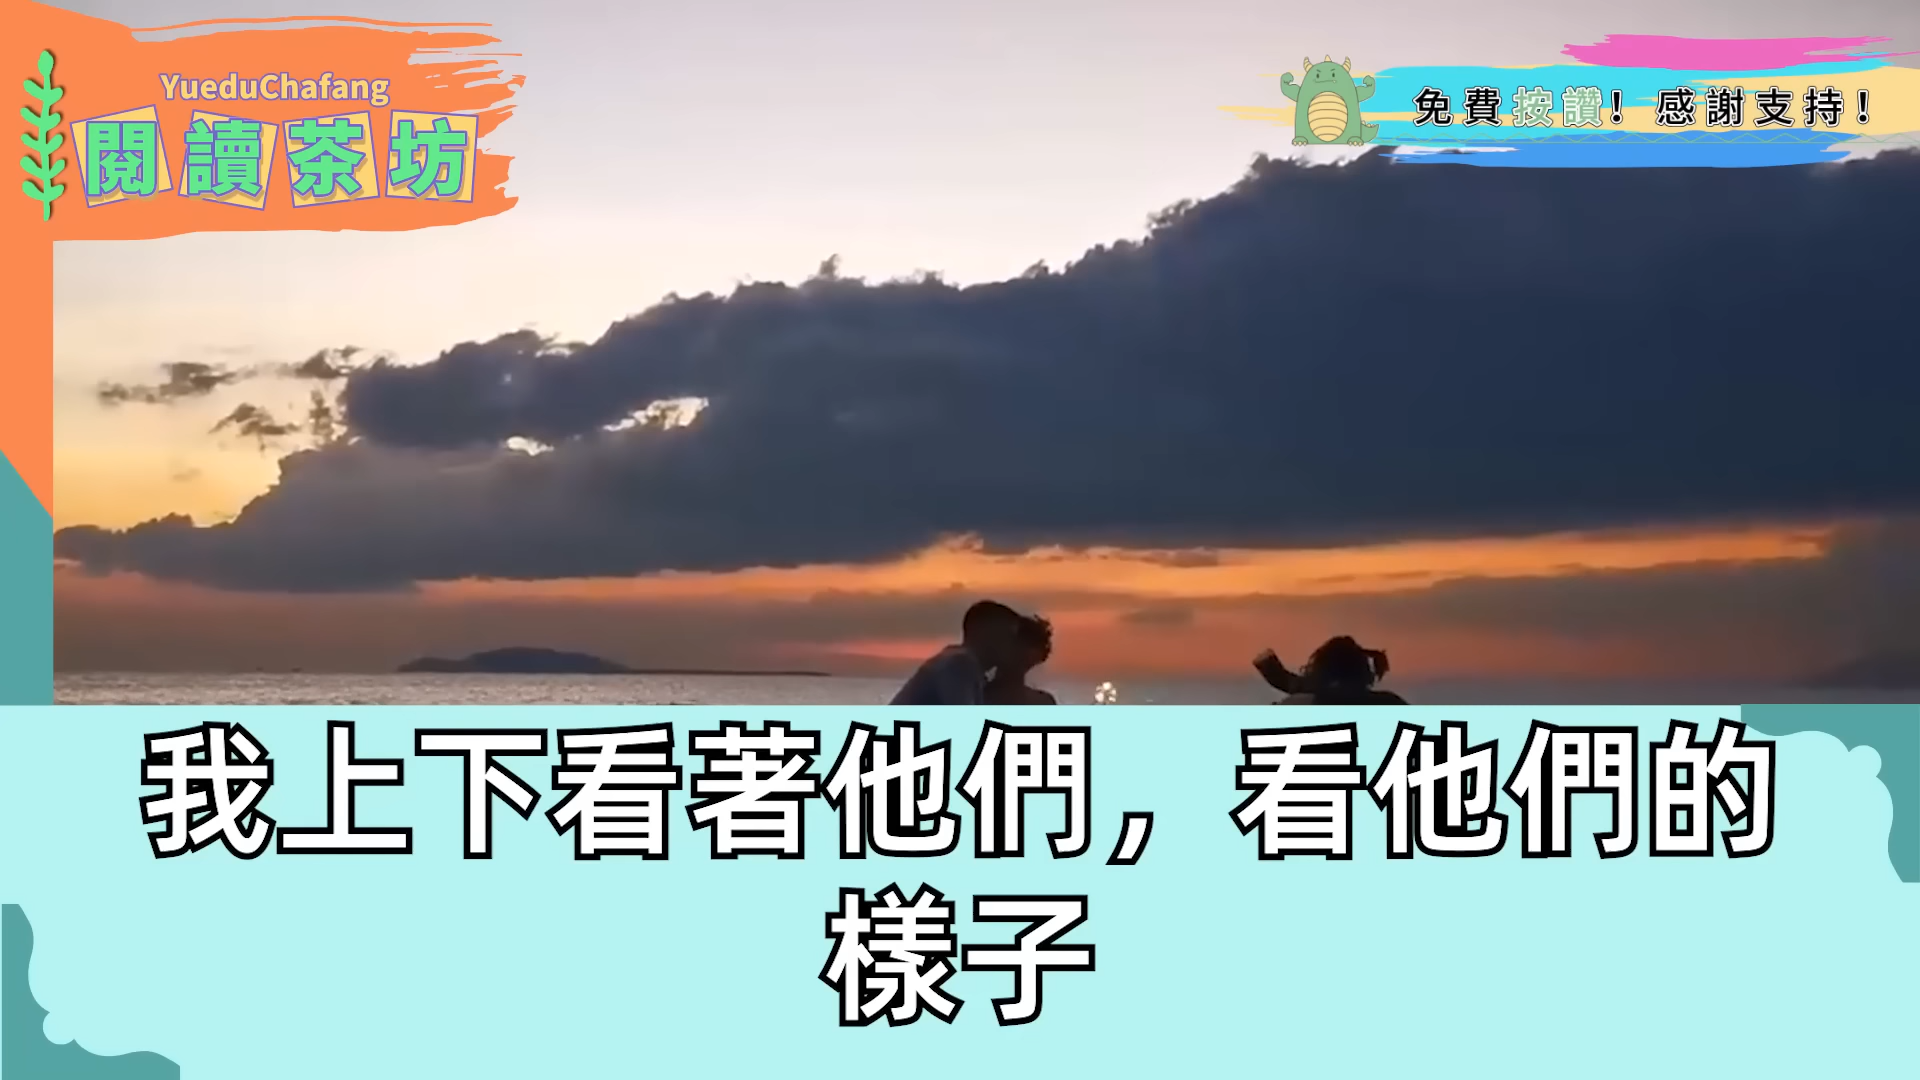 YueduChafang
閱讀茶坊
免費按讚！感謝支持！
我上下看著他們，看他們的
樣子